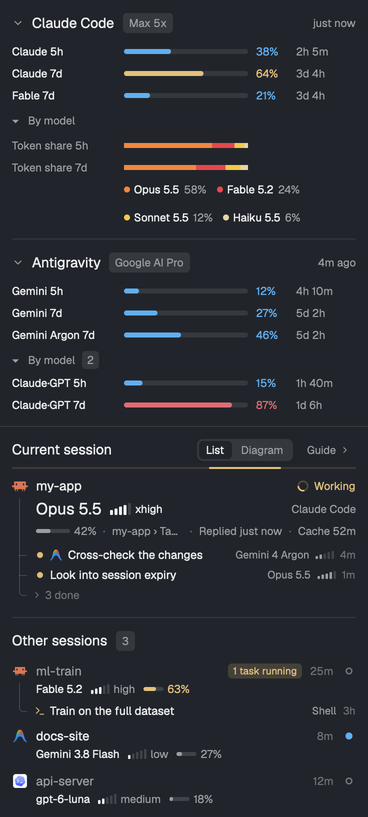 Claude Code Max 5x just now
Claude 5h 38% 2h 5m
Claude 7d 64% 3d 4h
Fable 7d 21% 3d 4h
By model
Token share 5h
Token share 7d
Opus 5.5 58% Fable 5.2 24%
Sonnet 5.5 12% Haiku 5.5 6%
Antigravity Google AI Pro 4m ago
Gemini 5h 12% 4h 10m
Gemini 7d 27% 5d 2h
Gemini Argon 7d 46% 5d 2h
By model 2
Claude·GPT 5h 15% 1h 40m
Claude·GPT 7d 87% 1d 6h
Current session List Diagram Guide >
my-app Working
Opus 5.5 xhigh Claude Code
42% · my-app › Ta... · Replied just now · Cache 52m
Cross-check the changes Gemini 4 Argon 4m
Look into session expiry Opus 5.5 1m
> 3 done
Other sessions 3
ml-train 1 task running 25m
Fable 5.2 high 63%
Train on the full dataset Shell 3h
docs-site 8m
Gemini 3.8 Flash low 27%
api-server 12m
gpt-6-luna medium 18%